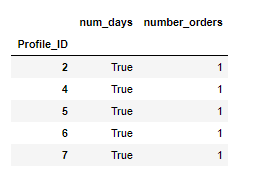 num_days number_orders
Profile_ID
2 True 1
4 True 1
5 True 1
6 True 1
7 True 1